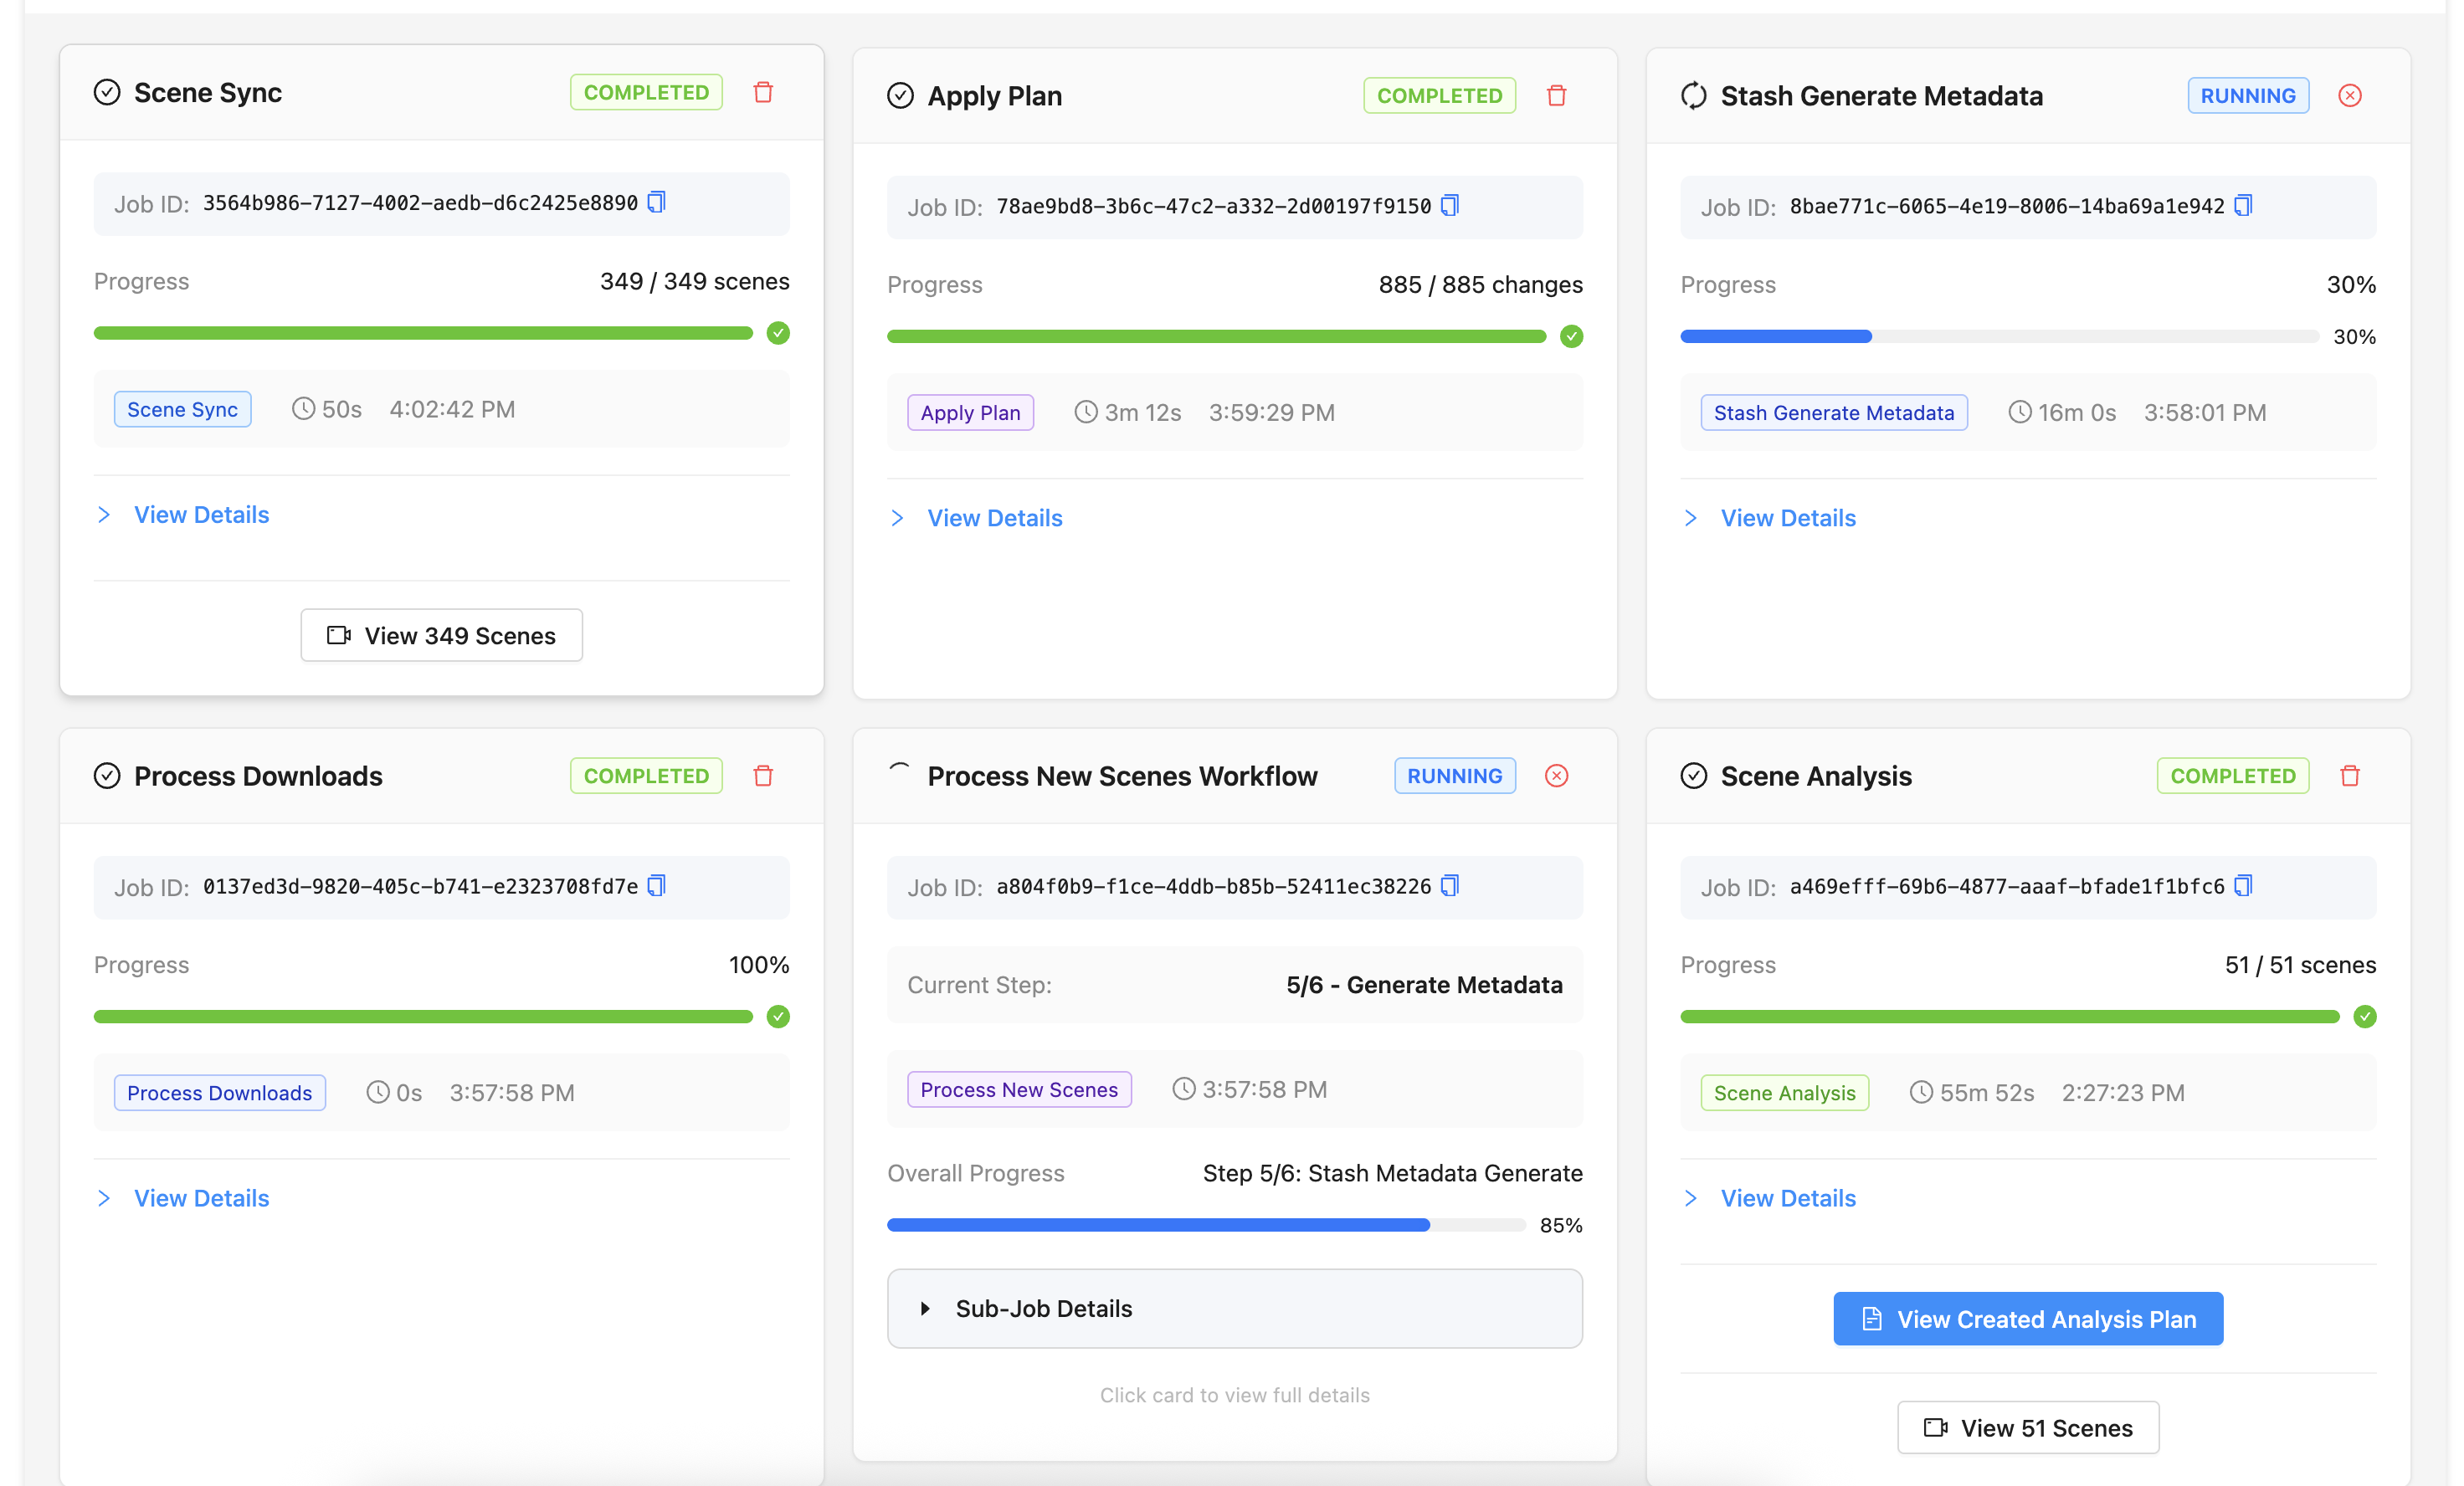 Scene Sync
COMPLETED
Job ID: 3564b986-7127-4002-aedb-d6c2425e8890
Progress
349 / 349 scenes
Scene Sync
50s
4:02:42 PM
View Details
View 349 Scenes
Apply Plan
COMPLETED
Job ID: 78ae9bd8-3b6c-47c2-a332-2d00197f9150
Progress
885 / 885 changes
Apply Plan
3m 12s
3:59:29 PM
View Details
Stash Generate Metadata
RUNNING
Job ID: 8bae771c-6065-4e19-8006-14ba69a1e942
Progress
30%
30%
Stash Generate Metadata
16m 0s
3:58:01 PM
View Details
Process Downloads
COMPLETED
Job ID: 0137ed3d-9820-405c-b741-e2323708fd7e
Progress
100%
Process Downloads
0s
3:57:58 PM
View Details
Process New Scenes Workflow
RUNNING
Job ID: a804f0b9-f1ce-4ddb-b85b-52411ec38226
Current Step:
5/6 - Generate Metadata
Process New Scenes
3:57:58 PM
Overall Progress
Step 5/6: Stash Metadata Generate
85%
Sub-Job Details
Click card to view full details
Scene Analysis
COMPLETED
Job ID: a469efff-69b6-4877-aaaf-bfade1f1bfc6
Progress
51 / 51 scenes
Scene Analysis
55m 52s
2:27:23 PM
View Details
View Created Analysis Plan
View 51 Scenes